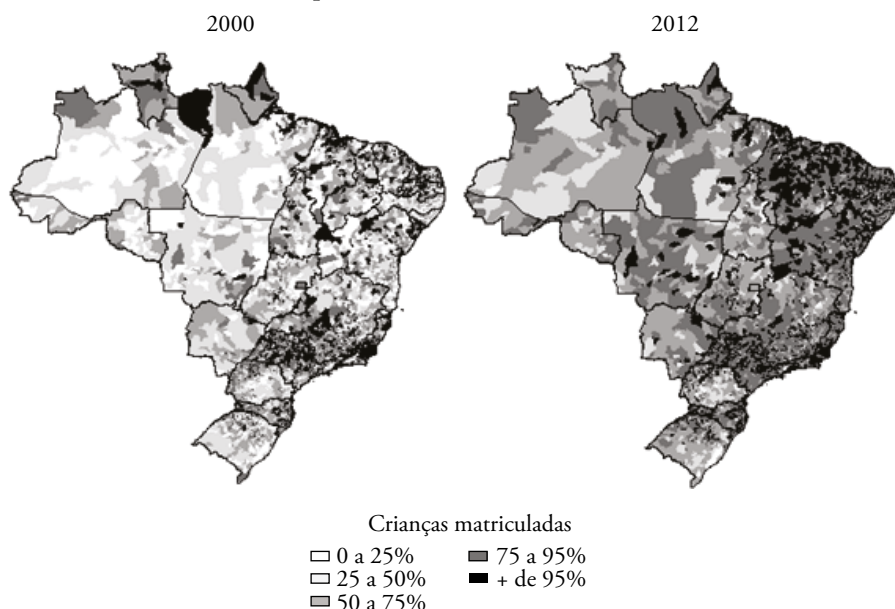 2000
2012
Crianças matriculadas
0 a 25%
25 a 50%
50 a 75%
75 a 95%
+ de 95%